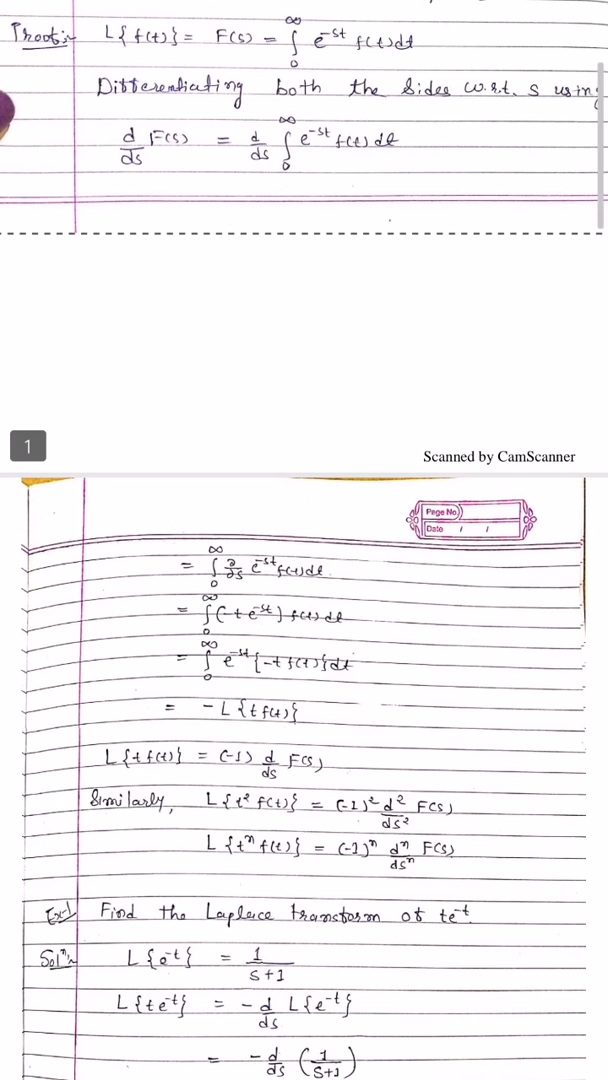 Proof:- L{f(t)} = F(s) = ∫₀^∞ e^-st f(t)dt
Differentiating both the sides w.r.t. s using
d/ds F(s) = d/ds ∫₀^∞ e^-st f(t) dt
1
Scanned by CamScanner
Page No.
Date / /
= ∫₀^∞ ∂/∂s e^-st f(t) dt.
= ∫₀^∞ (-t e^-st) f(t) dt
= ∫₀^∞ e^-st {-t f(t)} dt
= - L {t f(t)}
L{t f(t)} = (-1) d/ds F(s)
Similarly, L{t² f(t)} = (-1)² d²/ds² F(s)
L{tⁿ f(t)} = (-1)ⁿ dⁿ/dsⁿ F(s)
Ex-1 Find the Laplace transform of te^-t.
Solⁿ:- L{e^-t} = 1/(s+1)
L{te^-t} = - d/ds L{e^-t}
= - d/ds (1/(s+1))